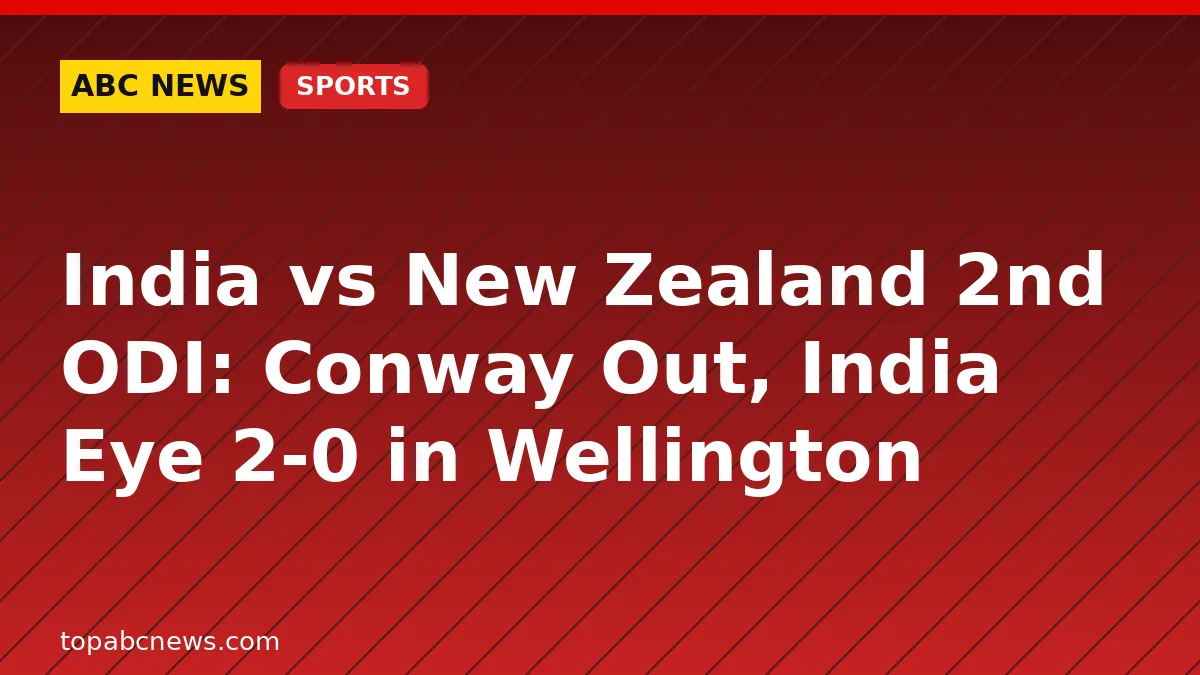 ABC NEWS
SPORTS
India vs New Zealand 2nd
ODI: Conway Out, India
Eye 2-0 in Wellington
topabcnews.com